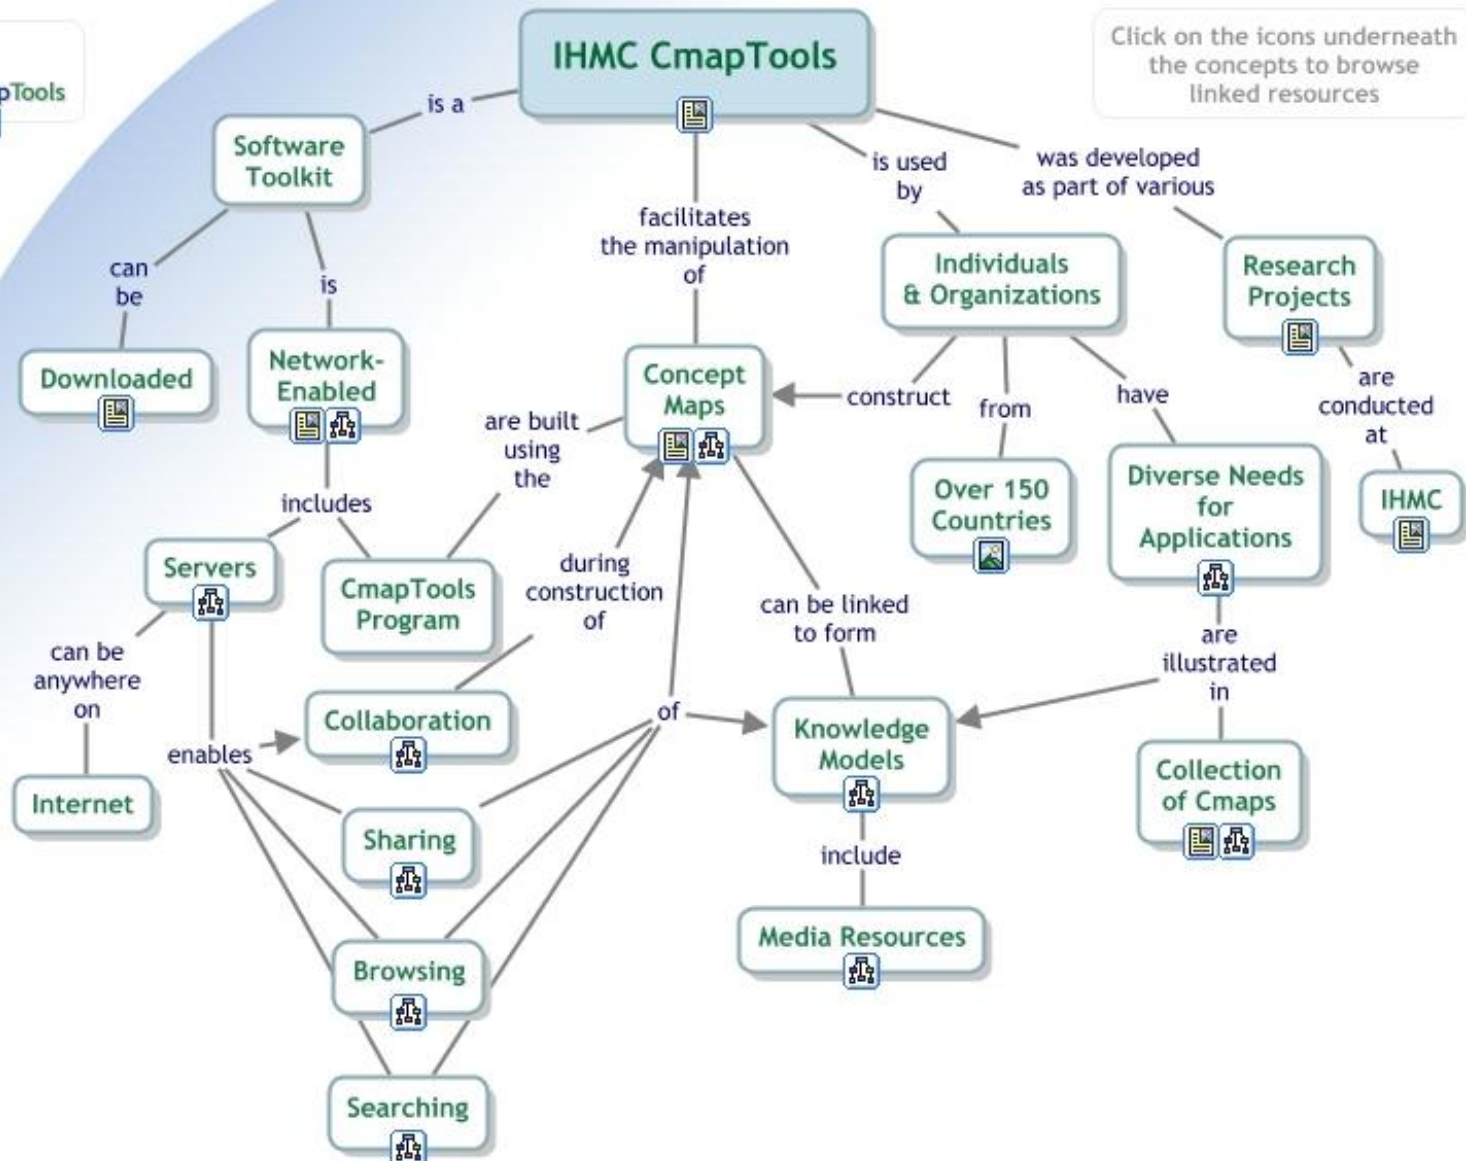 IHMC CmapTools
Click on the icons underneath
the concepts to browse
linked resources
Tools
is a
Software
Toolkit
can
be
Downloaded
is
Network-
Enabled
includes
Servers
can be
anywhere
on
Internet
enables
CmapTools
Program
are built
using
the
facilitates
the manipulation
of
Concept
Maps
is used
by
Individuals
& Organizations
construct
from
Over 150
Countries
have
Diverse Needs
for
Applications
was developed
as part of various
Research
Projects
are
conducted
at
IHMC
during
construction
of
Collaboration
Sharing
Browsing
Searching
of
can be linked
to form
Knowledge
Models
include
Media Resources
are
illustrated
in
Collection
of Cmaps